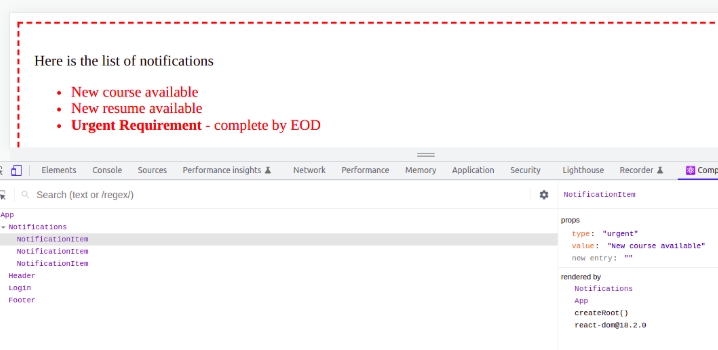 Here is the list of notifications
New course available
New resume available
Urgent Requirement - complete by EOD
Elements Console Sources Performance insights Network Performance Memory Application Security Lighthouse Recorder Comp
Search (text or /regex/)
NotificationItem
App
Notifications
NotificationItem
NotificationItem
NotificationItem
Header
Login
Footer
props
type: "urgent"
value: "New course available"
new entry: ""
rendered by
Notifications
App
createRoot()
react-dom@18.2.0